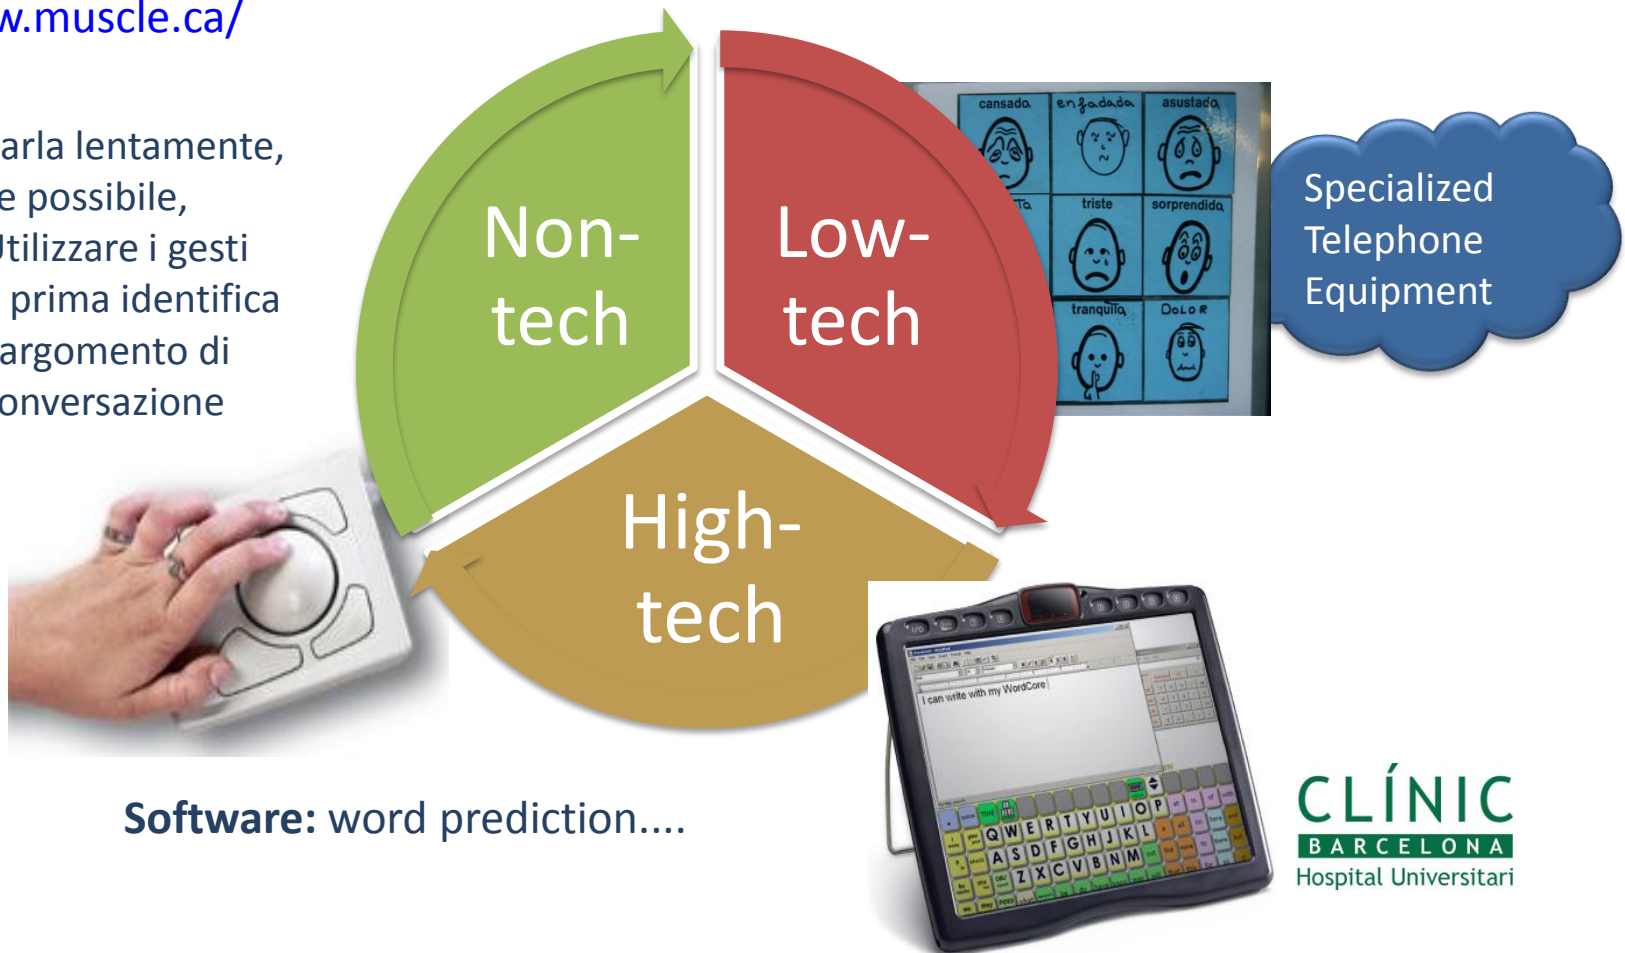 w.muscle.ca/
arla lentamente,
e possibile,
Utilizzare i gesti
prima identifica
argomento di
onversazione
Non-
tech
Low-
tech
High-
tech
cansada
enfadada
asustada
triste
sorprendida
tranquila
DOLOR
Specialized
Telephone
Equipment
I can write with my WordCore
Q W E R T Y U I O P
A S D F G H J K L
Z X C V B N M
Software: word prediction....
CLÍNIC
BARCELONA
Hospital Universitari